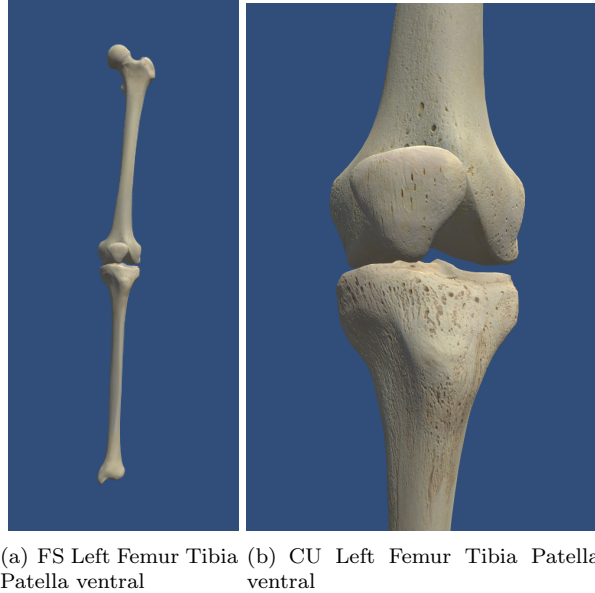 (a) FS Left Femur Tibia
Patella ventral
(b) CU Left Femur Tibia Patella
ventral